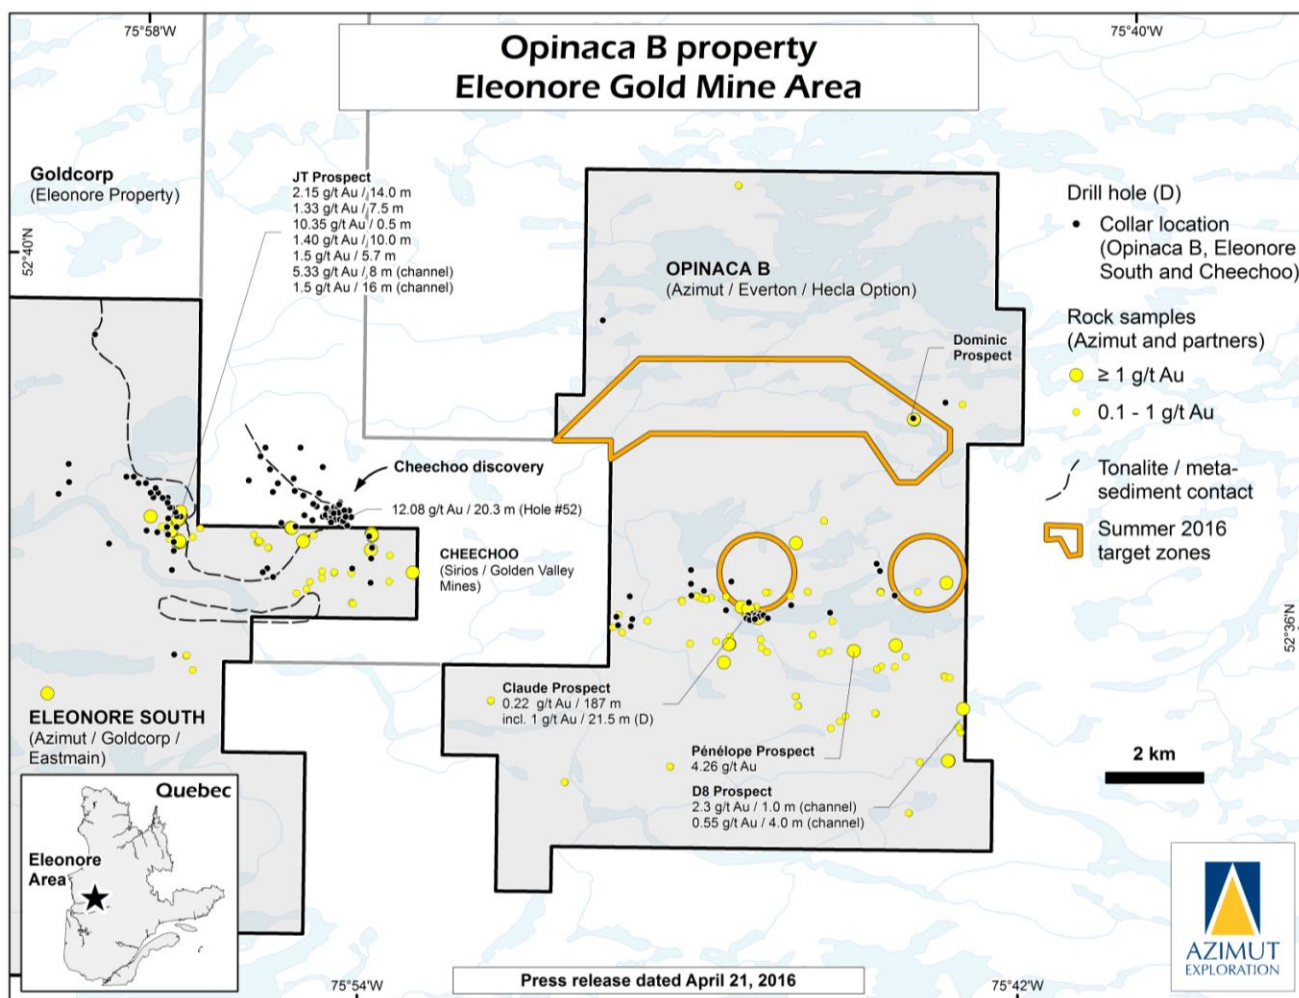 75°58'W
75°40'W
Opinaca B property
Eleonore Gold Mine Area
Goldcorp
(Eleonore Property)
52°40'N
JT Prospect
2.15 g/t Au / 14.0 m
1.33 g/t Au / 7.5 m
10.35 g/t Au / 0.5 m
1.40 g/t Au / 10.0 m
1.5 g/t Au / 5.7 m
5.33 g/t Au / 8 m (channel)
1.5 g/t Au / 16 m (channel)
OPINACA B
(Azimut / Everton / Hecla Option)
Dominic
Prospect
Drill hole (D)
Collar location
(Opinaca B, Eleonore
South and Cheechoo)
Rock samples
(Azimut and partners)
≥ 1 g/t Au
0.1 - 1 g/t Au
Tonalite / meta-
sediment contact
Summer 2016
target zones
Cheechoo discovery
12.08 g/t Au / 20.3 m (Hole #52)
CHEECHOO
(Sirios / Golden Valley
Mines)
52°36'N
Claude Prospect
0.22 g/t Au / 187 m
incl. 1 g/t Au / 21.5 m (D)
ELEONORE SOUTH
(Azimut / Goldcorp /
Eastmain)
Pénélope Prospect
4.26 g/t Au
D8 Prospect
2.3 g/t Au / 1.0 m (channel)
0.55 g/t Au / 4.0 m (channel)
2 km
Quebec
Eleonore
Area
AZIMUT
EXPLORATION
Press release dated April 21, 2016
75°54'W
75°42'W